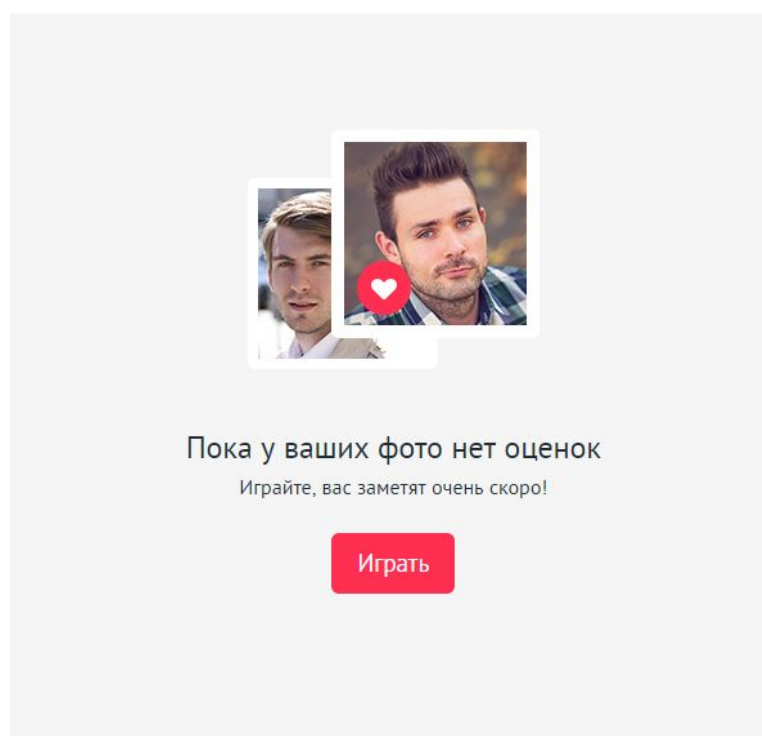 Пока у ваших фото нет оценок
Играйте, вас заметят очень скоро!
Играть